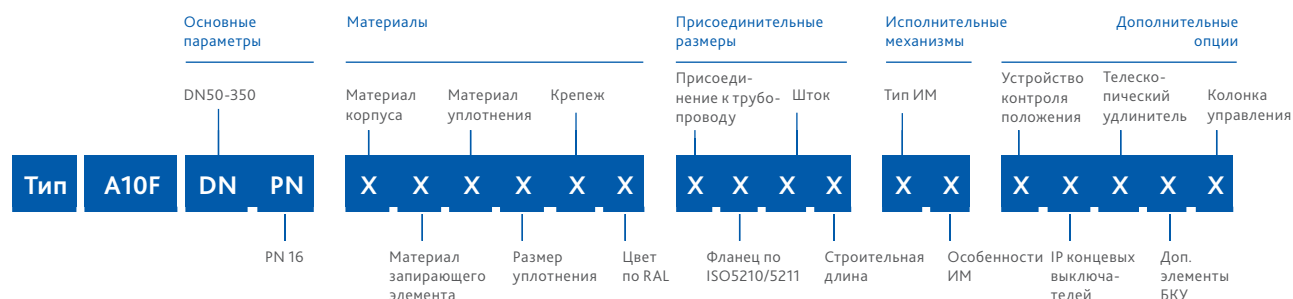 Основные
параметры
Материалы
Присоединительные
размеры
Исполнительные
механизмы
Дополнительные
опции
DN50-350
Материал
корпуса
Материал
уплотнения
Крепеж
Присоеди-
нение к трубо-
проводу
Шток
Тип ИМ
Устройство
контроля
положения
Телеско-
пический
удлинитель
Колонка
управления
Тип A10F DN PN X X X X X X X X X X X X X X X X X
PN 16
Материал
запирающего
элемента
Размер
уплотнения
Цвет
по RAL
Фланец по
ISO5210/5211
Строительная
длина
Особенности
ИМ
IP концевых
выключа-
телей
Доп.
элементы
БКУ